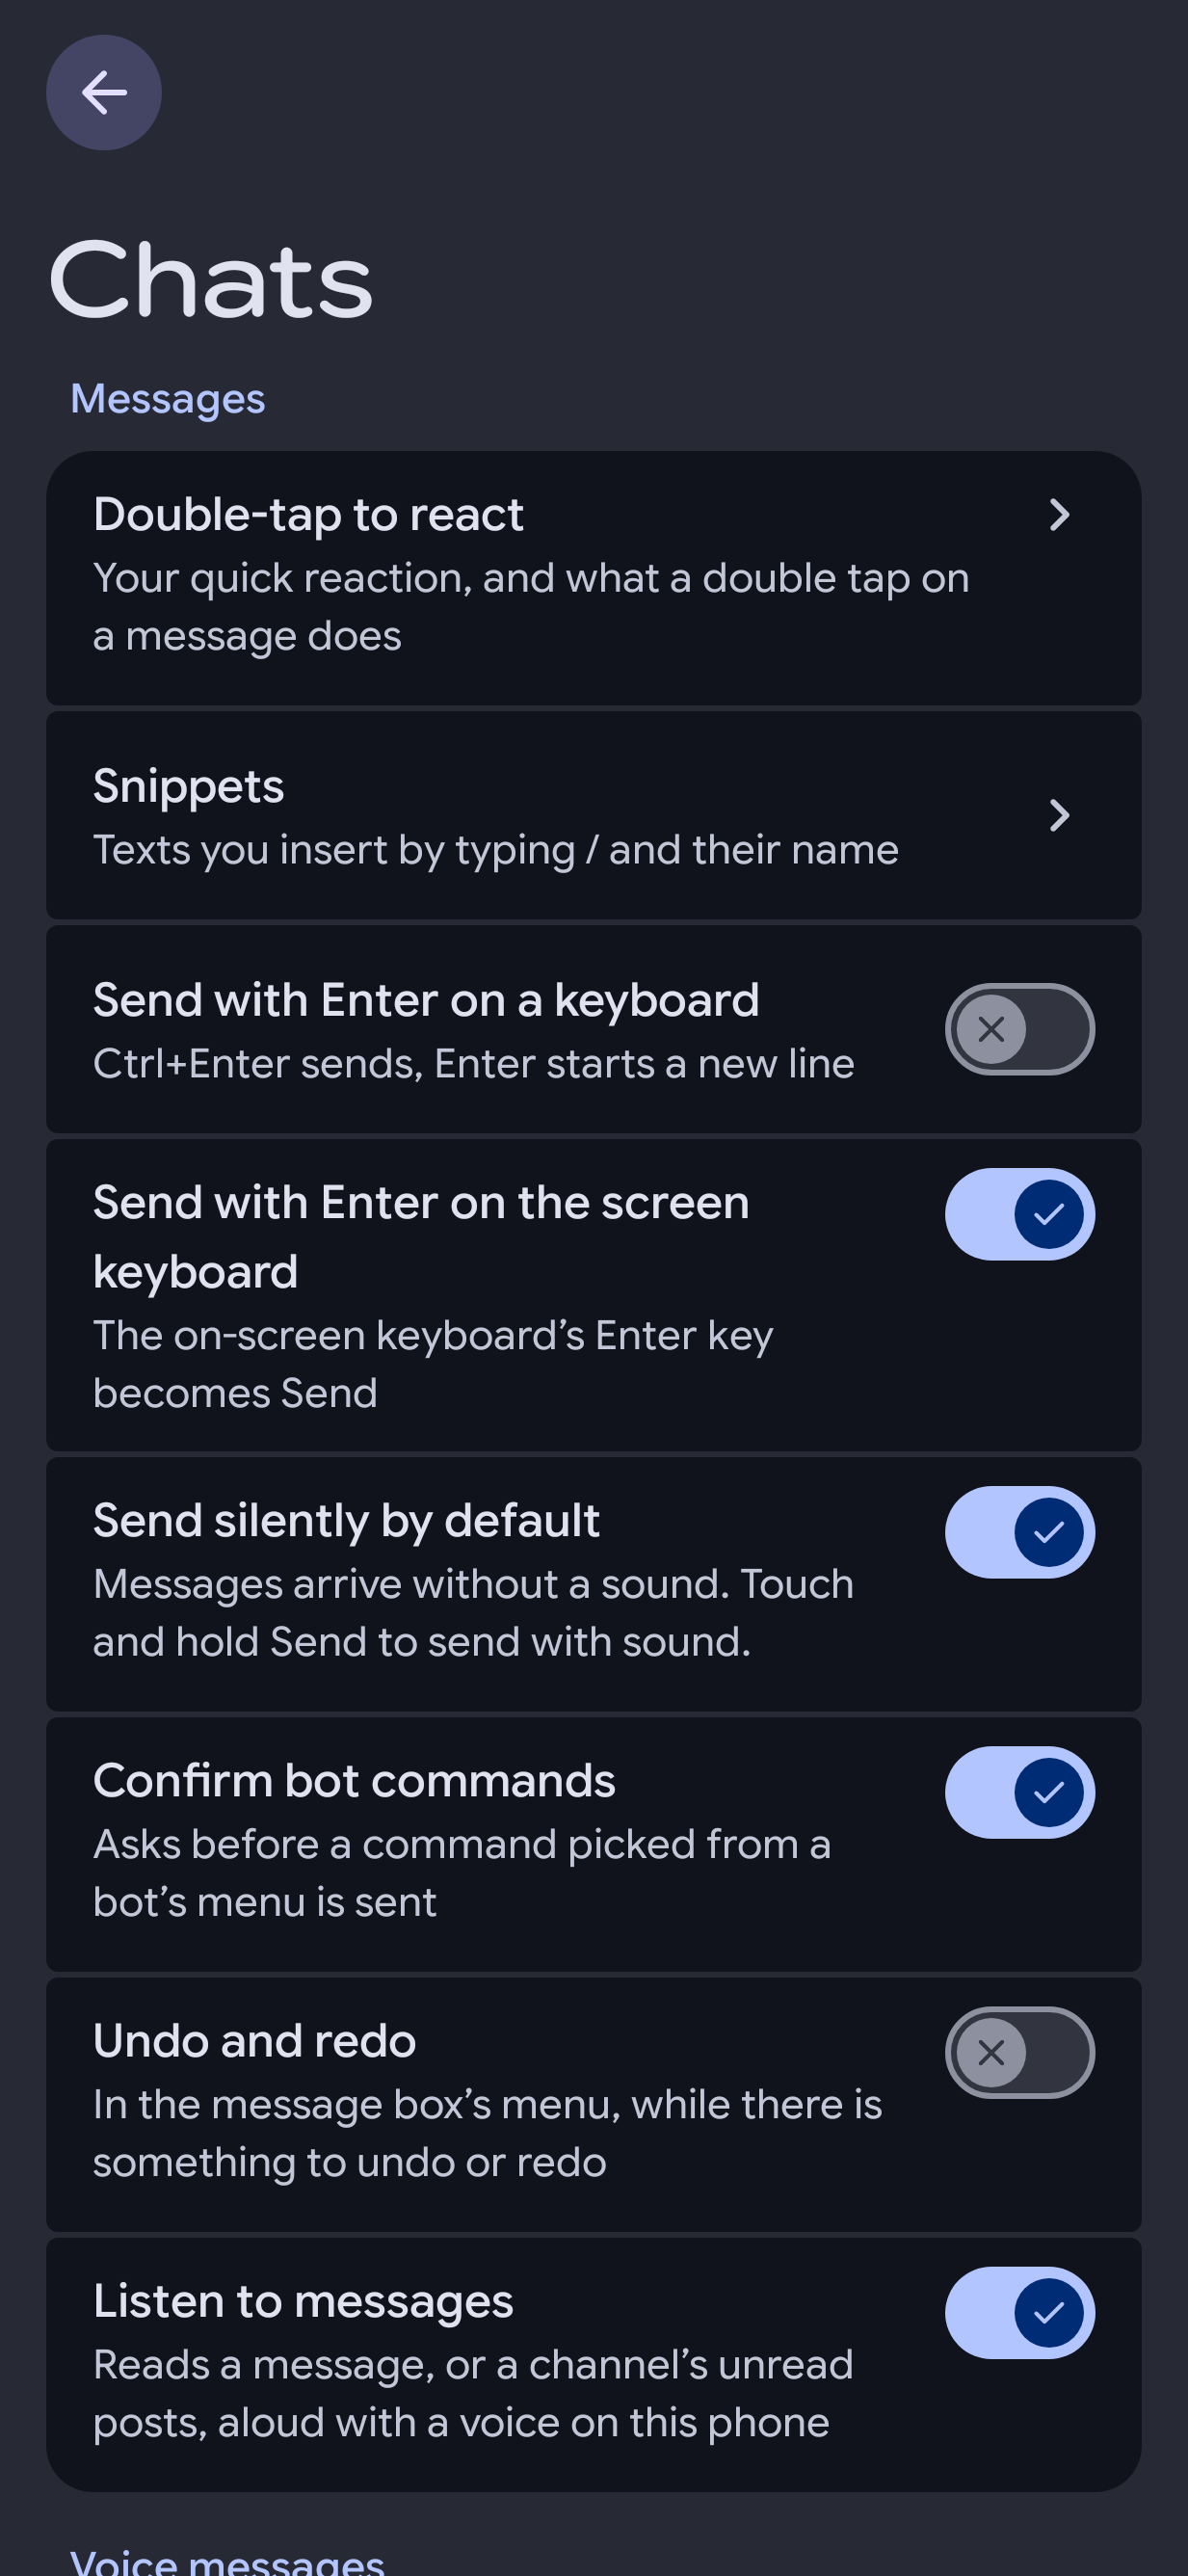 Chats
Messages
Double-tap to react
Your quick reaction, and what a double tap on
a message does
Snippets
Texts you insert by typing / and their name
Send with Enter on a keyboard
Ctrl+Enter sends, Enter starts a new line
Send with Enter on the screen
keyboard
The on-screen keyboard’s Enter key
becomes Send
Send silently by default
Messages arrive without a sound. Touch
and hold Send to send with sound.
Confirm bot commands
Asks before a command picked from a
bot’s menu is sent
Undo and redo
In the message box’s menu, while there is
something to undo or redo
Listen to messages
Reads a message, or a channel’s unread
posts, aloud with a voice on this phone
Voice messages